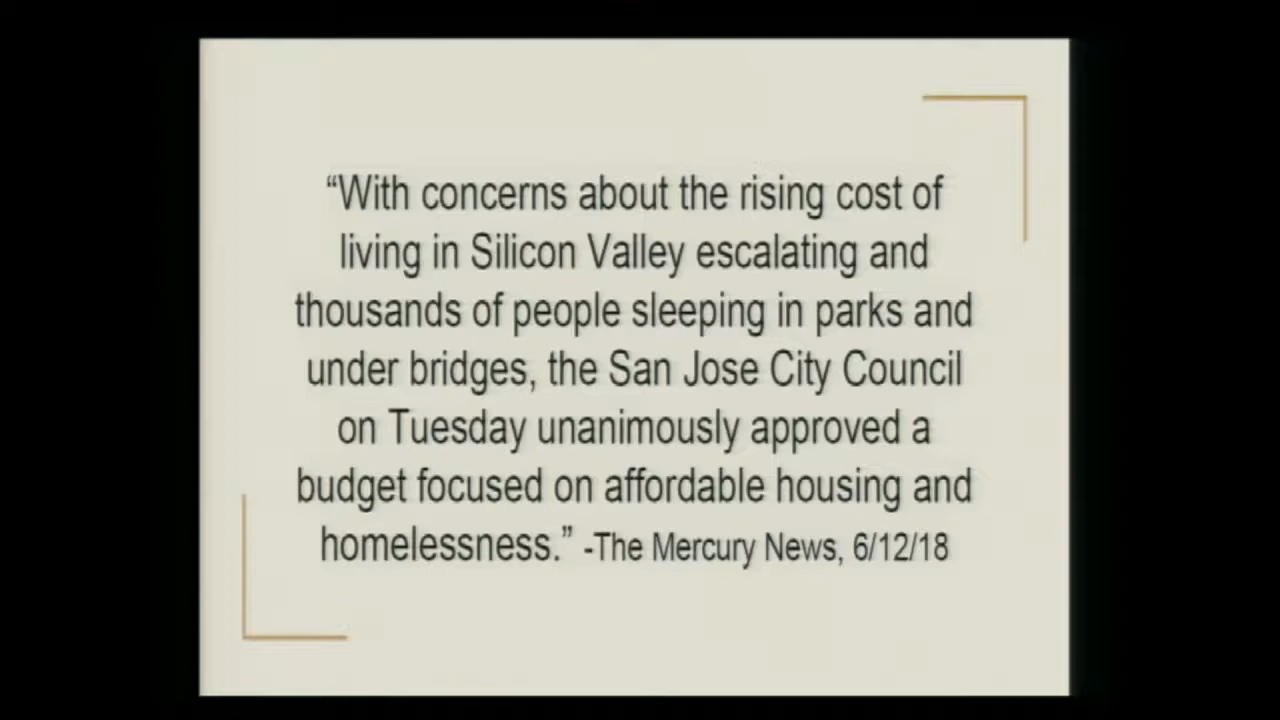 “With concerns about the rising cost of
living in Silicon Valley escalating and
thousands of people sleeping in parks and
under bridges, the San Jose City Council
on Tuesday unanimously approved a
budget focused on affordable housing and
homelessness.” -The Mercury News, 6/12/18